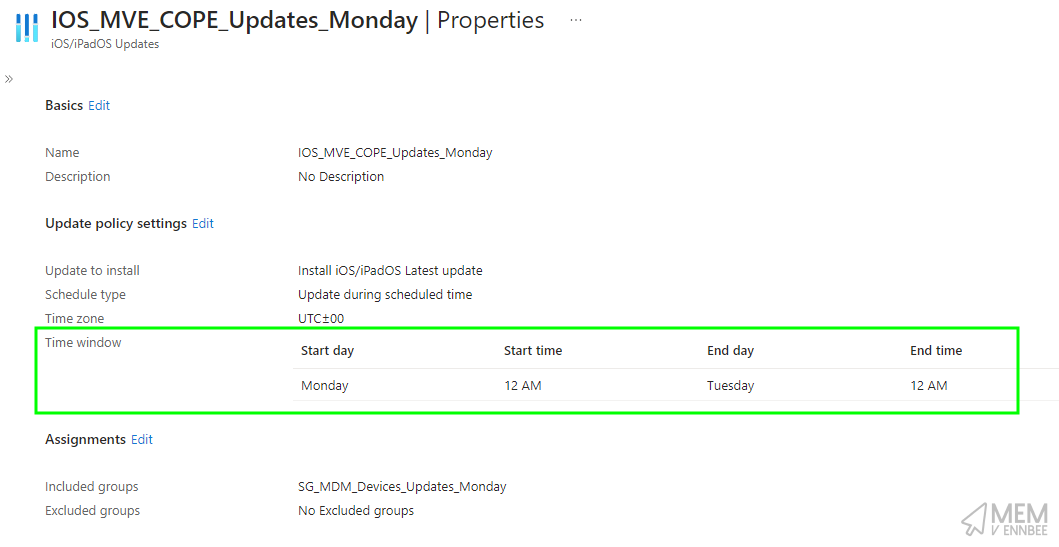 IOS_MVE_COPE_Updates_Monday | Properties ...
iOS/iPadOS Updates
»
Basics Edit
Name IOS_MVE_COPE_Updates_Monday
Description No Description
Update policy settings Edit
Update to install Install iOS/iPadOS Latest update
Schedule type Update during scheduled time
Time zone UTC±00
Time window Start day Start time End day End time
Monday 12 AM Tuesday 12 AM
Assignments Edit
Included groups SG_MDM_Devices_Updates_Monday
Excluded groups No Excluded groups
MEM
V ENNBEE